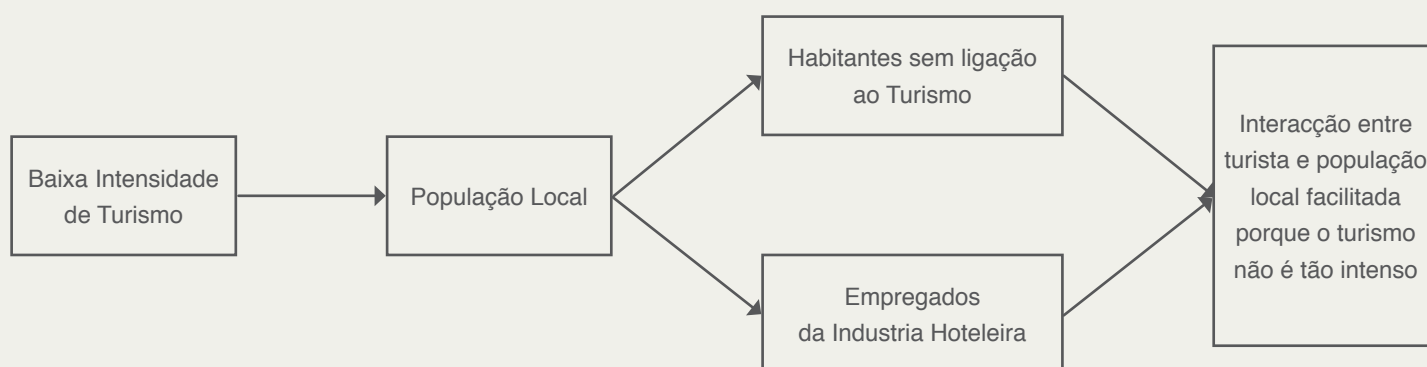 Baixa Intensidade
de Turismo
População Local
Habitantes sem ligação
ao Turismo
Empregados
da Industria Hoteleira
Interacção entre
turista e população
local facilitada
porque o turismo
não é tão intenso